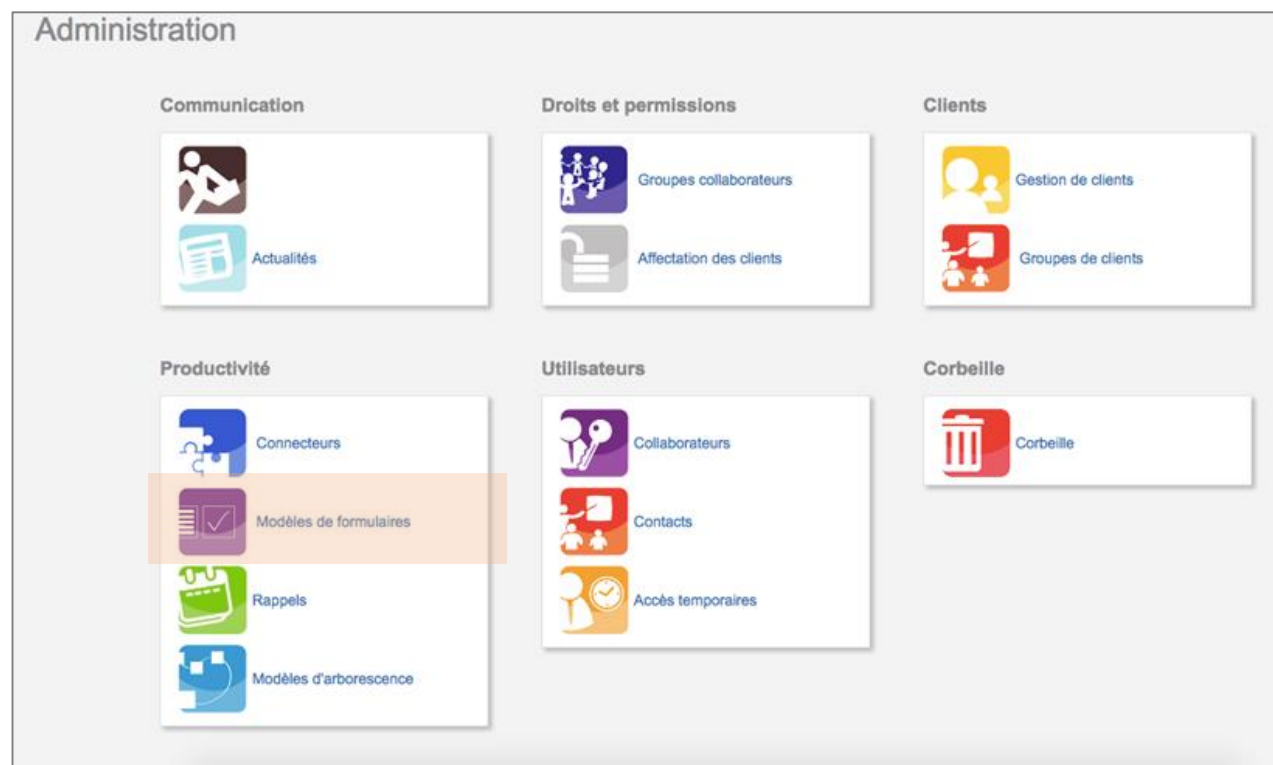 Administration
Communication
Actualités
Droits et permissions
Groupes collaborateurs
Affectation des clients
Clients
Gestion de clients
Groupes de clients
Productivité
Connecteurs
Modèles de formulaires
Rappels
Modèles d'arborescence
Utilisateurs
Collaborateurs
Contacts
Accès temporaires
Corbeille
Corbeille